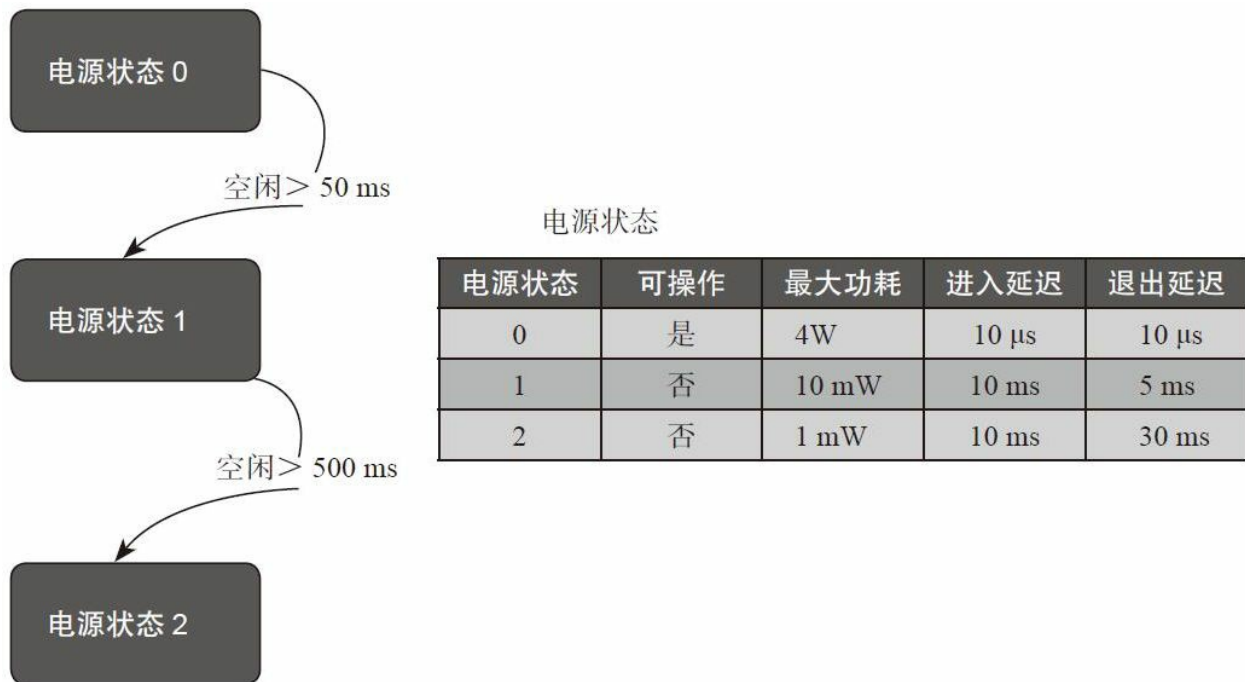 电源状态 0
空闲＞ 50 ms
电源状态 1
空闲＞ 500 ms
电源状态 2
电源状态
电源状态 可操作 最大功耗 进入延迟 退出延迟
0 是 4W 10 μs 10 μs
1 否 10 mW 10 ms 5 ms
2 否 1 mW 10 ms 30 ms